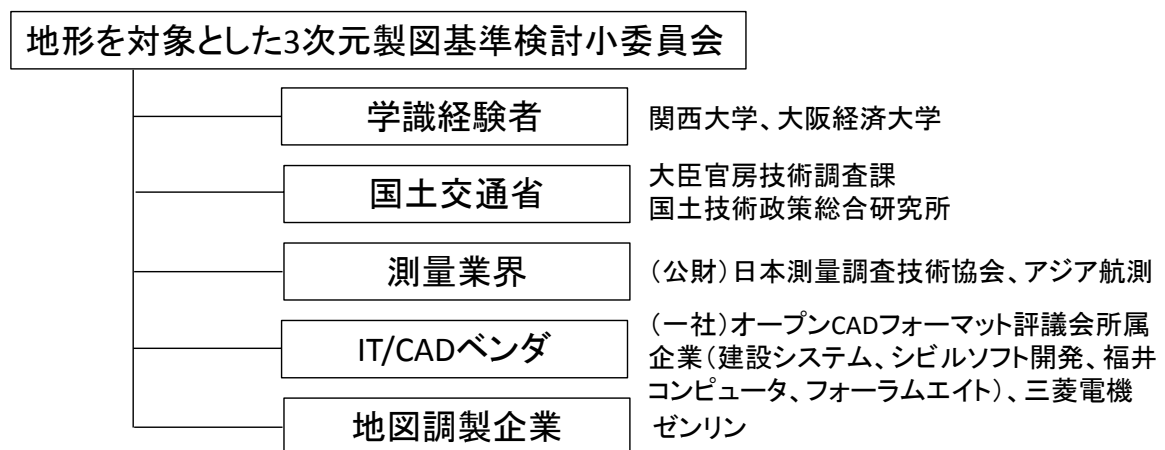 地形を対象とした3次元製図基準検討小委員会
学識経験者
関西大学、大阪経済大学
国土交通省
大臣官房技術調査課
国土技術政策総合研究所
測量業界
（公財）日本測量調査技術協会、アジア航測
IT/CADベンダ
（一社）オープンCADフォーマット評議会所属
企業（建設システム、シビルソフト開発、福井
コンピュータ、フォーラムエイト）、三菱電機
地図調製企業
ゼンリン